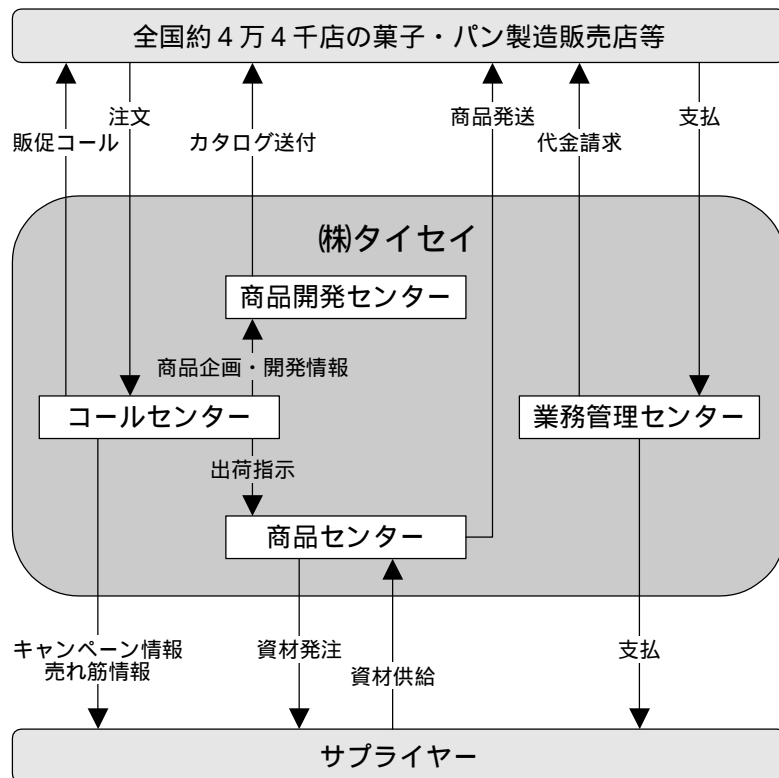 全国約４万４千店の菓子・パン製造販売店等
注文
商品発送
支払
販促コール
カタログ送付
代金請求
㈱タイセイ
商品開発センター
商品企画・開発情報
コールセンター
業務管理センター
出荷指示
商品センター
キャンペーン情報
売れ筋情報
資材発注
資材供給
支払
サプライヤー